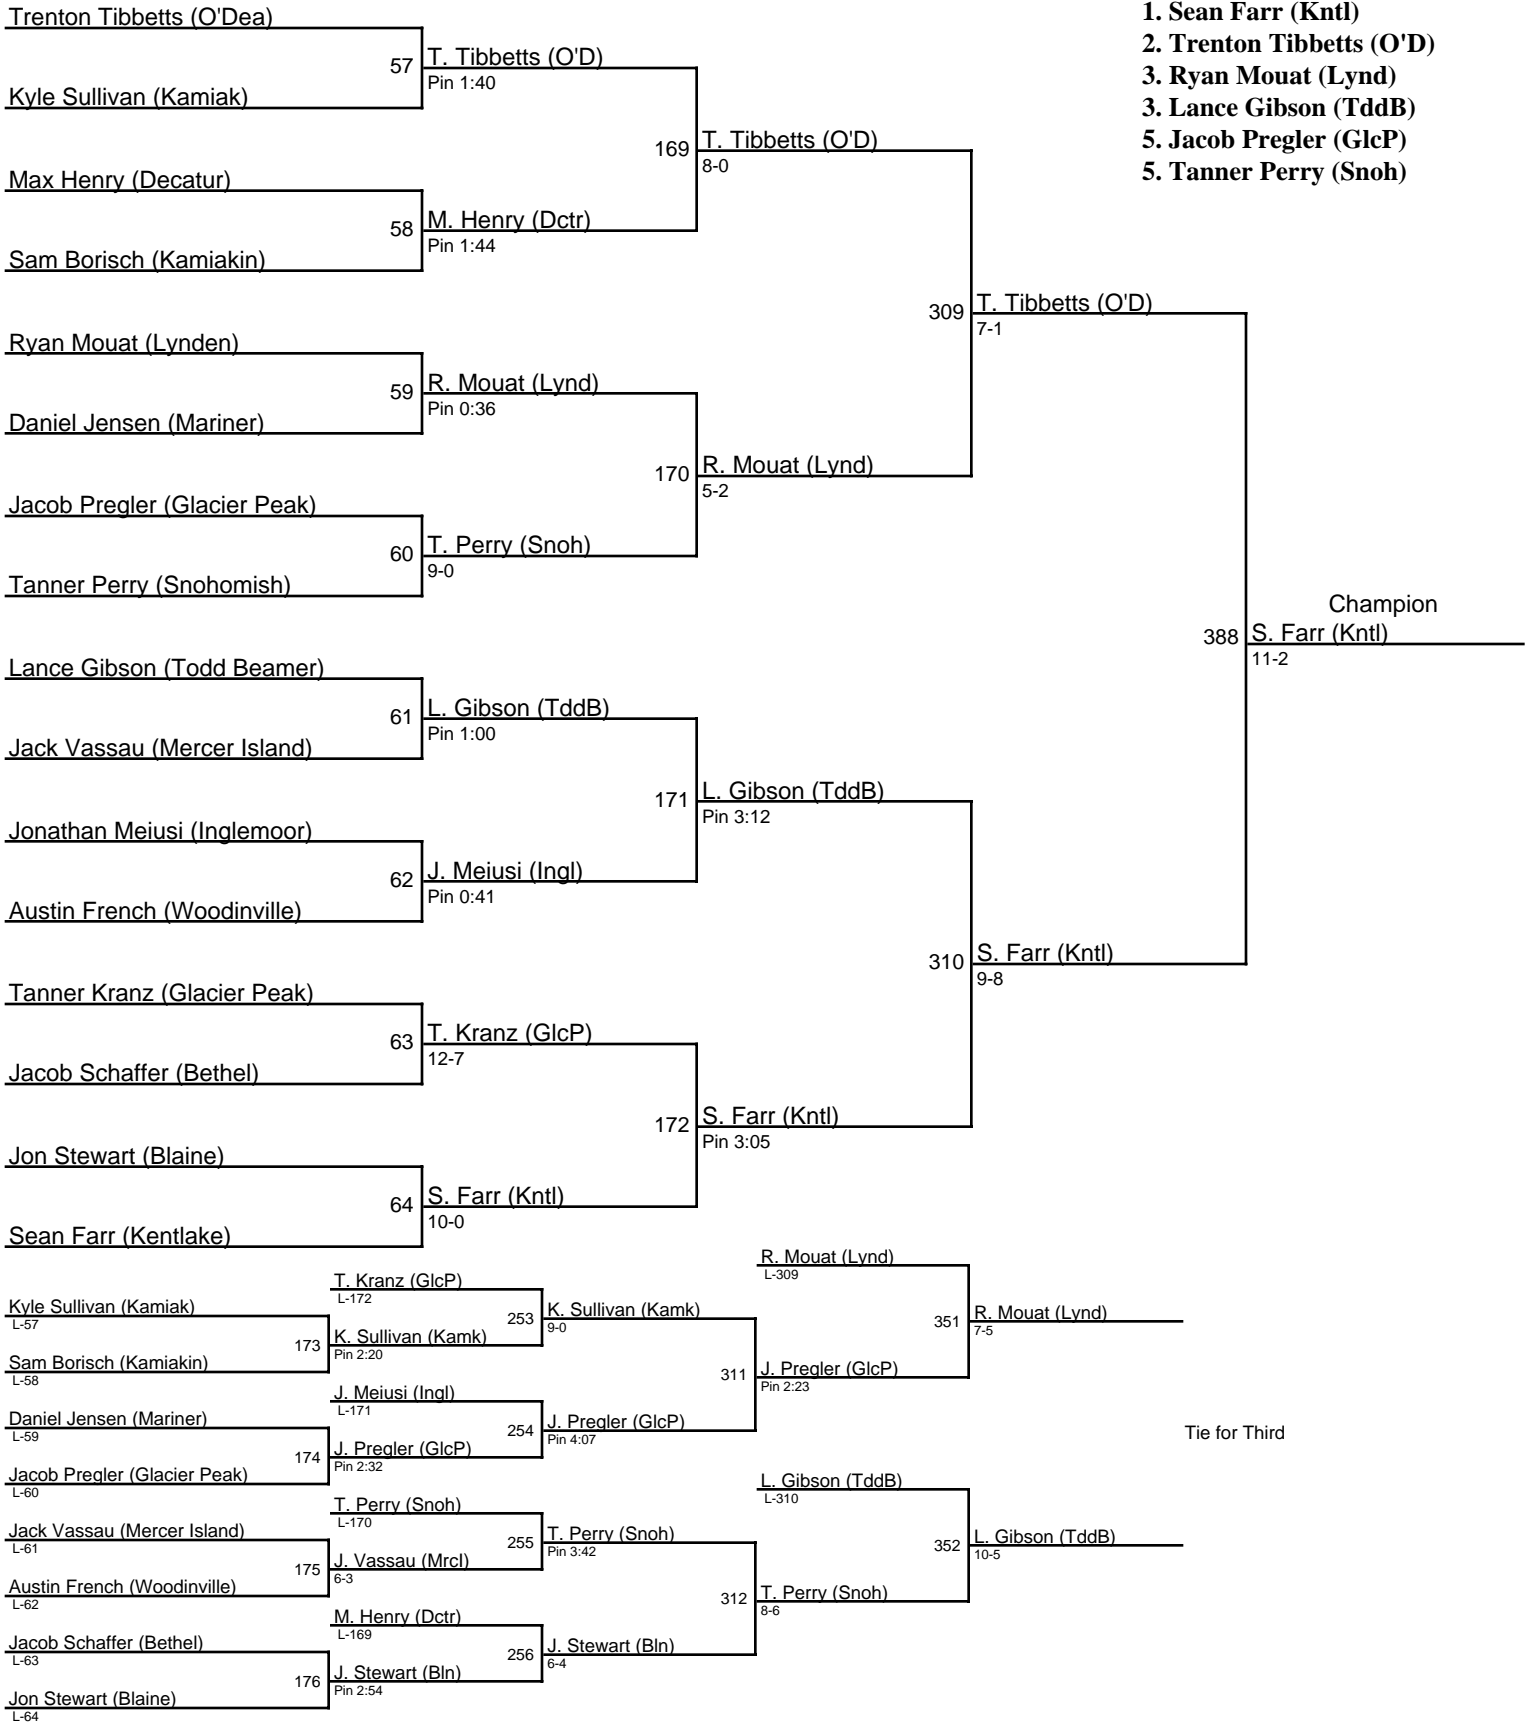 Trenton Tibbetts (O'Dea)
57
T. Tibbetts (O'D)
Pin 1:40
Kyle Sullivan (Kamiak)
169
T. Tibbetts (O'D)
8-0
Max Henry (Decatur)
58
M. Henry (Dctr)
Pin 1:44
Sam Borisch (Kamiakin)
309
T. Tibbetts (O'D)
7-1
Ryan Mouat (Lynden)
59
R. Mouat (Lynd)
Pin 0:36
Daniel Jensen (Mariner)
170
R. Mouat (Lynd)
5-2
Jacob Pregler (Glacier Peak)
60
T. Perry (Snoh)
9-0
Tanner Perry (Snohomish)
1. Sean Farr (Kntl)
2. Trenton Tibbetts (O'D)
3. Ryan Mouat (Lynd)
3. Lance Gibson (TddB)
5. Jacob Pregler (GlcP)
5. Tanner Perry (Snoh)
Champion
388
S. Farr (Kntl)
11-2
Lance Gibson (Todd Beamer)
61
L. Gibson (TddB)
Pin 1:00
Jack Vassau (Mercer Island)
171
L. Gibson (TddB)
Pin 3:12
Jonathan Meiusi (Inglemoor)
62
J. Meiusi (Ingl)
Pin 0:41
Austin French (Woodinville)
310
S. Farr (Kntl)
9-8
Tanner Kranz (Glacier Peak)
63
T. Kranz (GlcP)
12-7
Jacob Schaffer (Bethel)
172
S. Farr (Kntl)
Pin 3:05
Jon Stewart (Blaine)
64
S. Farr (Kntl)
10-0
Sean Farr (Kentlake)
R. Mouat (Lynd)
L-309
T. Kranz (GlcP)
L-172
Kyle Sullivan (Kamiak)
L-57
253
K. Sullivan (Kamk)
9-0
351
R. Mouat (Lynd)
7-5
173
K. Sullivan (Kamk)
Pin 2:20
Sam Borisch (Kamiakin)
L-58
311
J. Pregler (GlcP)
Pin 2:23
J. Meiusi (Ingl)
L-171
Daniel Jensen (Mariner)
L-59
254
J. Pregler (GlcP)
Pin 4:07
Tie for Third
174
J. Pregler (GlcP)
Pin 2:32
Jacob Pregler (Glacier Peak)
L-60
L. Gibson (TddB)
L-310
T. Perry (Snoh)
L-170
Jack Vassau (Mercer Island)
L-61
255
T. Perry (Snoh)
Pin 3:42
352
L. Gibson (TddB)
10-5
175
J. Vassau (MrcI)
6-3
Austin French (Woodinville)
L-62
312
T. Perry (Snoh)
8-6
M. Henry (Dctr)
L-169
Jacob Schaffer (Bethel)
L-63
256
J. Stewart (Bln)
6-4
176
J. Stewart (Bln)
Pin 2:54
Jon Stewart (Blaine)
L-64